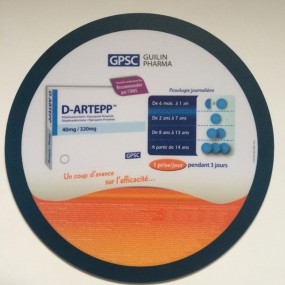 GPSC GUILIN
PHARMA
D-ARTEPP™
40mg/320mg
GPSC
Posologie journalière
De 6 mois à 1 an
De 2 ans à 7 ans
De 8 ans à 13 ans
A partir de 14 ans
1 prise/jour pendant 3 jours
Un coup d'avance
sur l'efficacité...